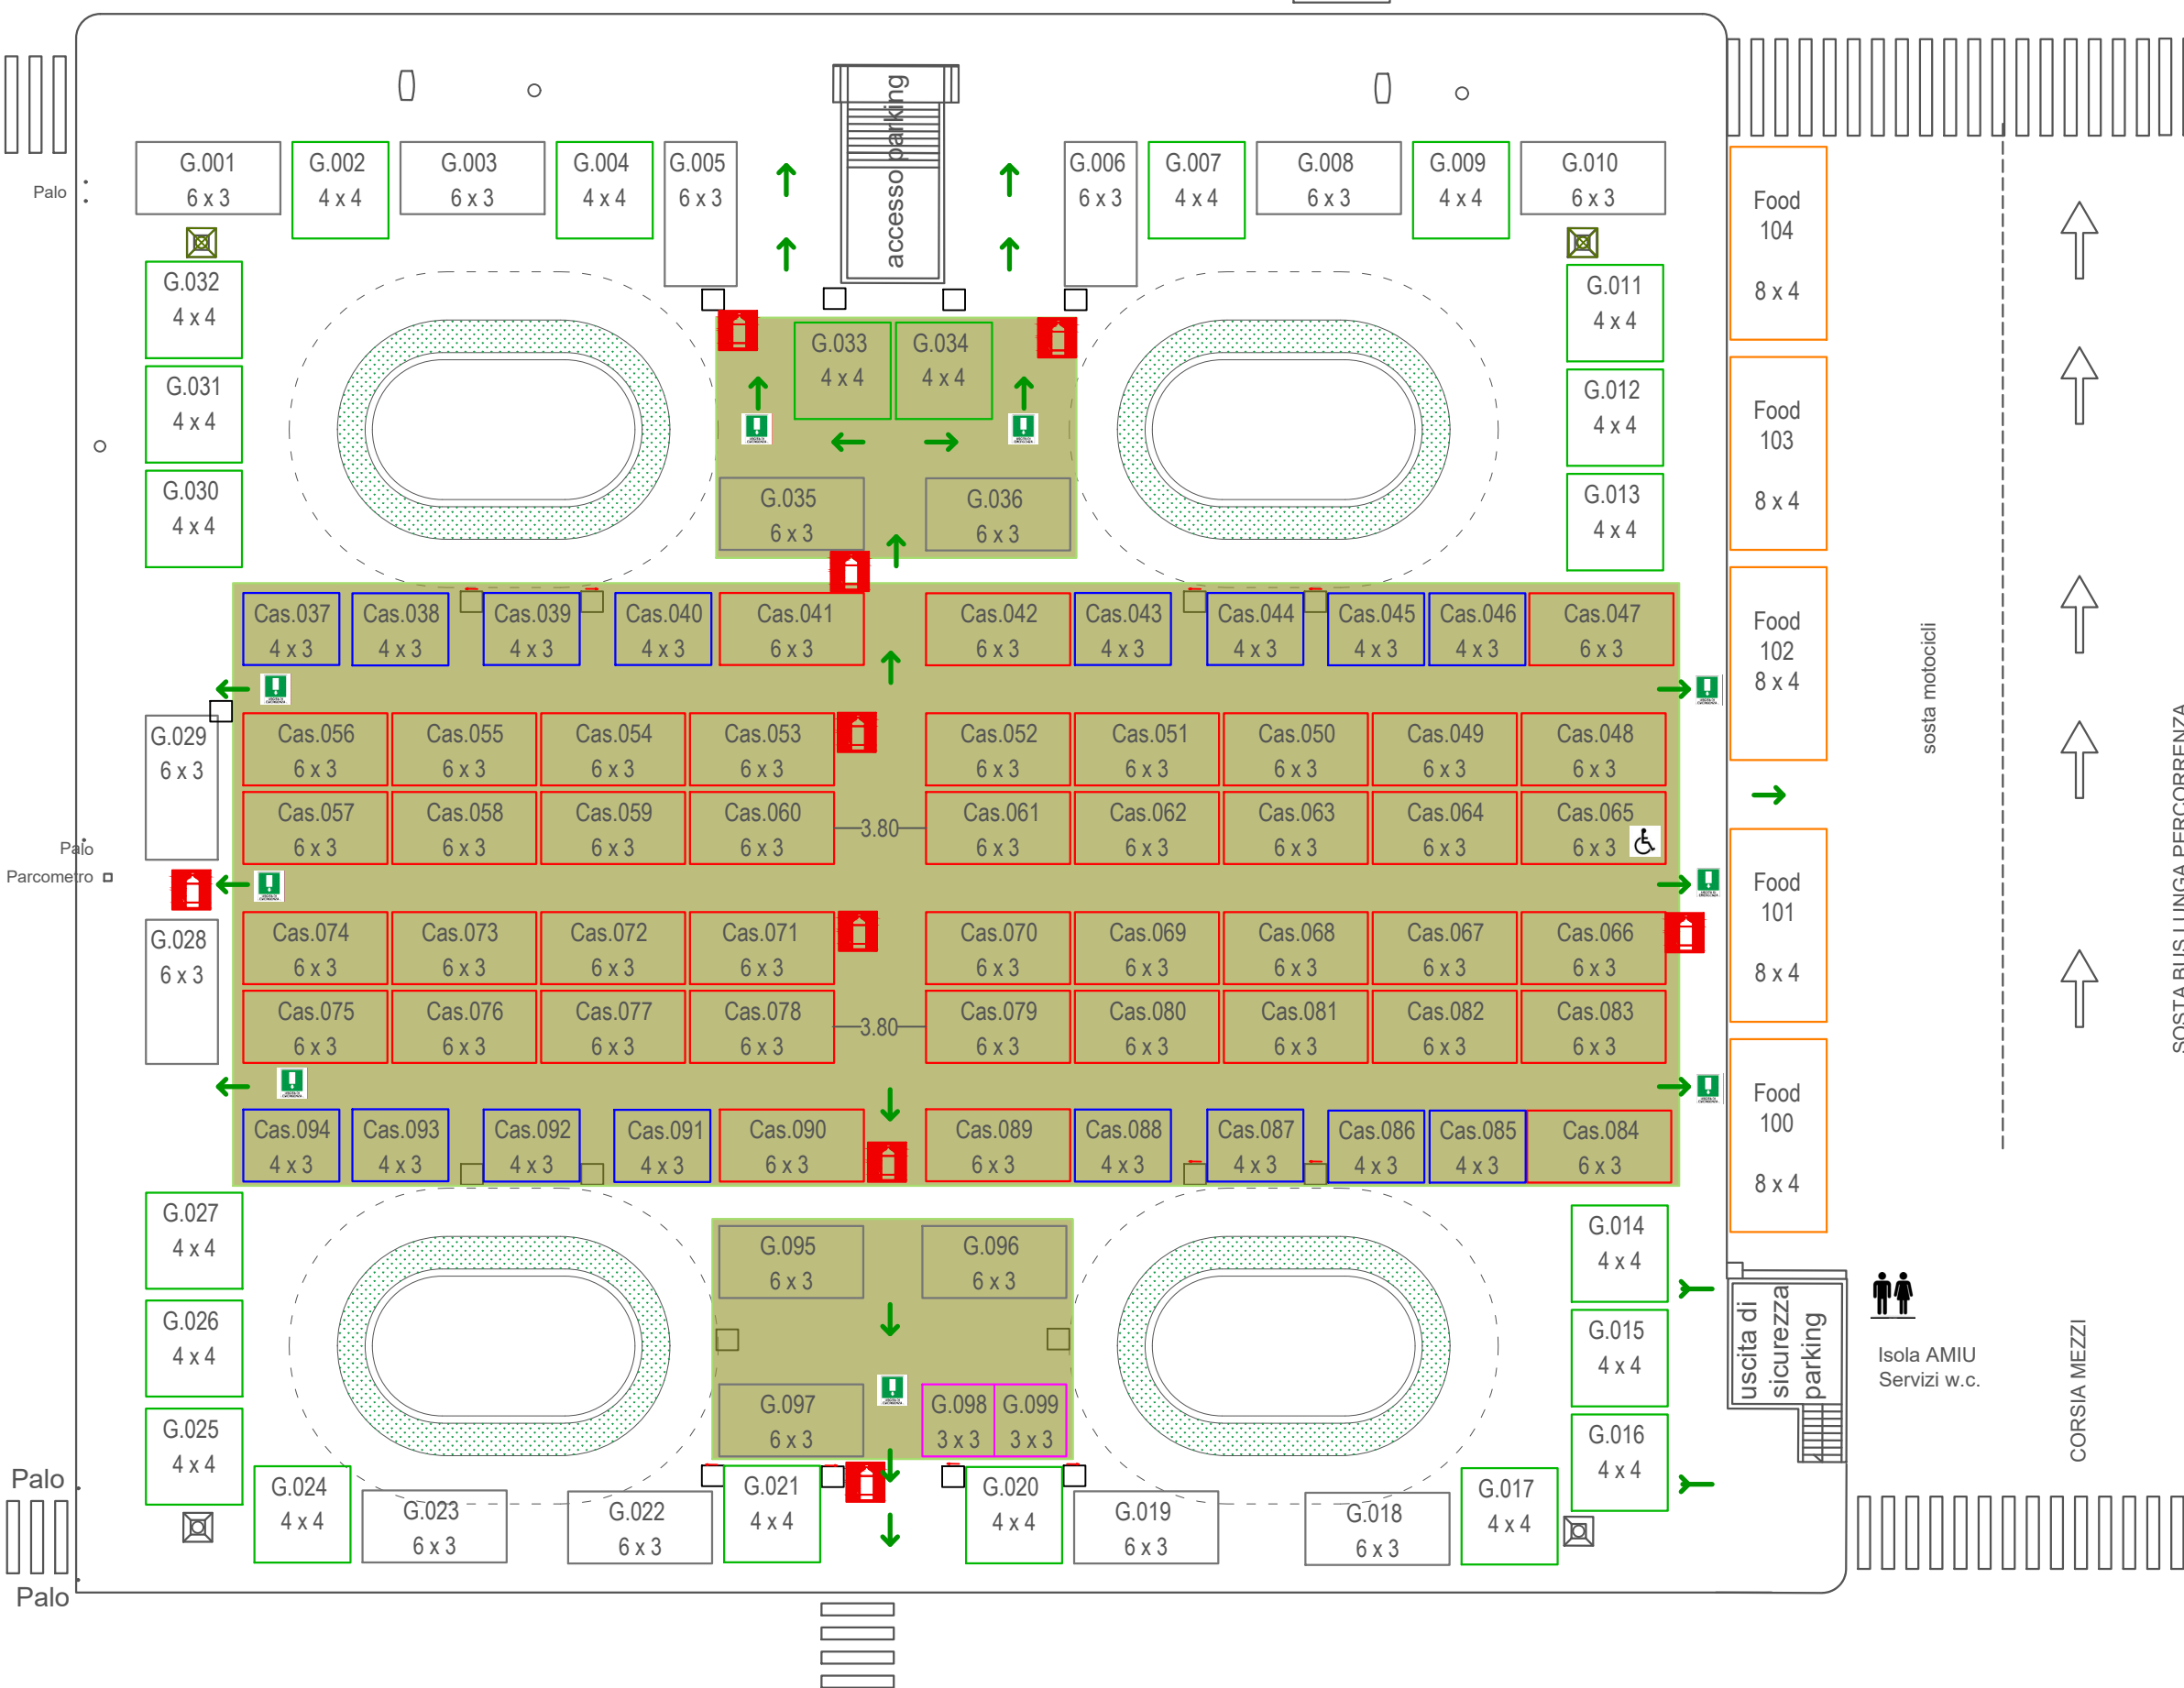 accesso parking
G.001
6 x 3
G.002
4 x 4
G.003
6 x 3
G.004
4 x 4
G.005
6 x 3
G.006
6 x 3
G.007
4 x 4
G.008
6 x 3
G.009
4 x 4
G.010
6 x 3
Palo
Food
104
8 x 4
G.032
4 x 4
G.011
4 x 4
G.033
4 x 4
G.034
4 x 4
G.031
4 x 4
G.012
4 x 4
Food
103
8 x 4
G.030
4 x 4
G.035
6 x 3
G.036
6 x 3
G.013
4 x 4
Cas.037
4 x 3
Cas.038
4 x 3
Cas.039
4 x 3
Cas.040
4 x 3
Cas.041
6 x 3
Cas.042
6 x 3
Cas.043
4 x 3
Cas.044
4 x 3
Cas.045
4 x 3
Cas.046
4 x 3
Cas.047
6 x 3
Food
102
8 x 4
sosta motocicli
SOSTA BUS LUNGA PERCORRENZA
G.029
6 x 3
Cas.056
6 x 3
Cas.055
6 x 3
Cas.054
6 x 3
Cas.053
6 x 3
Cas.052
6 x 3
Cas.051
6 x 3
Cas.050
6 x 3
Cas.049
6 x 3
Cas.048
6 x 3
Cas.057
6 x 3
Cas.058
6 x 3
Cas.059
6 x 3
Cas.060
6 x 3
3.80
Cas.061
6 x 3
Cas.062
6 x 3
Cas.063
6 x 3
Cas.064
6 x 3
Cas.065
6 x 3
Palo
Parcometro
Food
101
8 x 4
G.028
6 x 3
Cas.074
6 x 3
Cas.073
6 x 3
Cas.072
6 x 3
Cas.071
6 x 3
Cas.070
6 x 3
Cas.069
6 x 3
Cas.068
6 x 3
Cas.067
6 x 3
Cas.066
6 x 3
Cas.075
6 x 3
Cas.076
6 x 3
Cas.077
6 x 3
Cas.078
6 x 3
3.80
Cas.079
6 x 3
Cas.080
6 x 3
Cas.081
6 x 3
Cas.082
6 x 3
Cas.083
6 x 3
Food
100
8 x 4
Cas.094
4 x 3
Cas.093
4 x 3
Cas.092
4 x 3
Cas.091
4 x 3
Cas.090
6 x 3
Cas.089
6 x 3
Cas.088
4 x 3
Cas.087
4 x 3
Cas.086
4 x 3
Cas.085
4 x 3
Cas.084
6 x 3
G.027
4 x 4
G.095
6 x 3
G.096
6 x 3
G.014
4 x 4
G.026
4 x 4
G.015
4 x 4
uscita di
sicurezza
parking
Isola AMIU
Servizi w.c.
CORSIA MEZZI
G.025
4 x 4
G.097
6 x 3
G.098
3 x 3
G.099
3 x 3
G.016
4 x 4
Palo
G.024
4 x 4
G.023
6 x 3
G.022
6 x 3
G.021
4 x 4
G.020
4 x 4
G.019
6 x 3
G.018
6 x 3
G.017
4 x 4
Palo